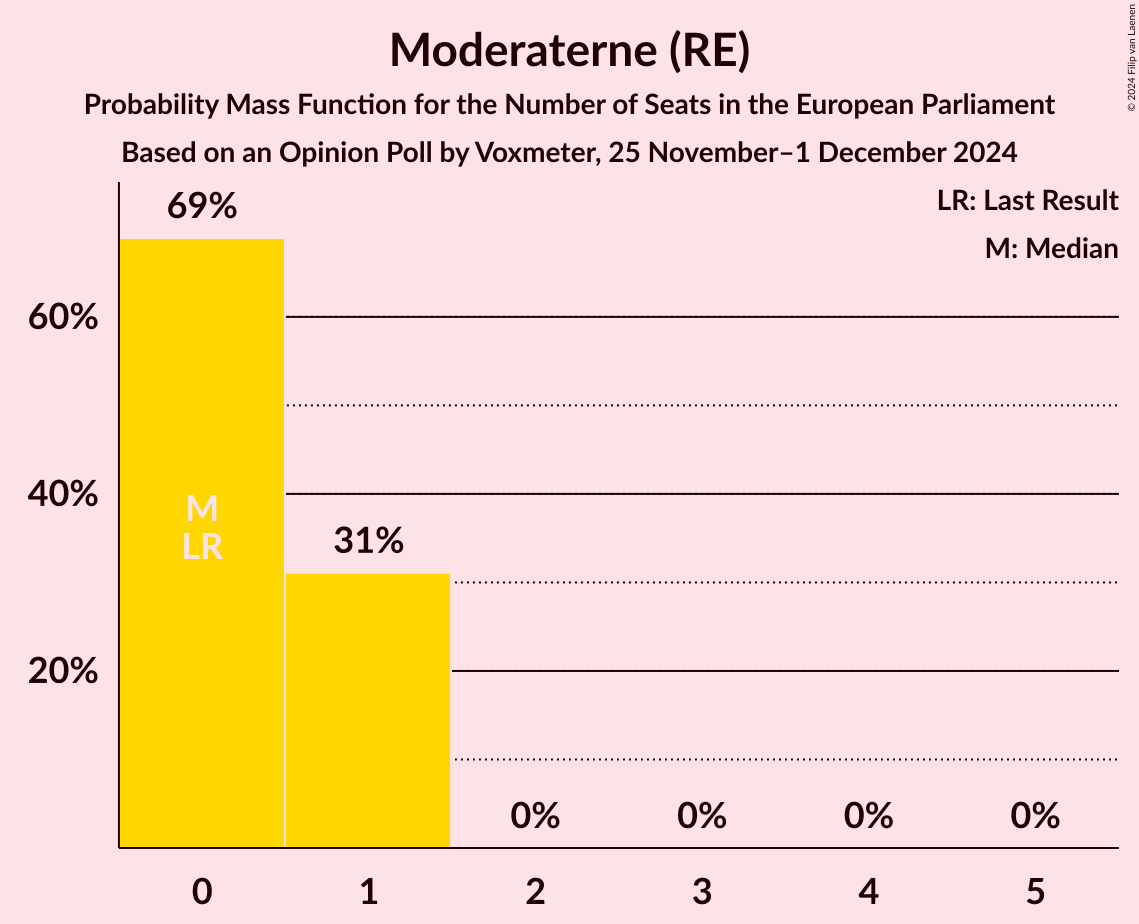 Moderaterne (RE)
Probability Mass Function for the Number of Seats in the European Parliament
Based on an Opinion Poll by Voxmeter, 25 November–1 December 2024
© 2024 Filip van Laenen
LR: Last Result
M: Median
69%
60%
40%
M
LR
31%
20%
0% 0% 0% 0%
0 1 2 3 4 5